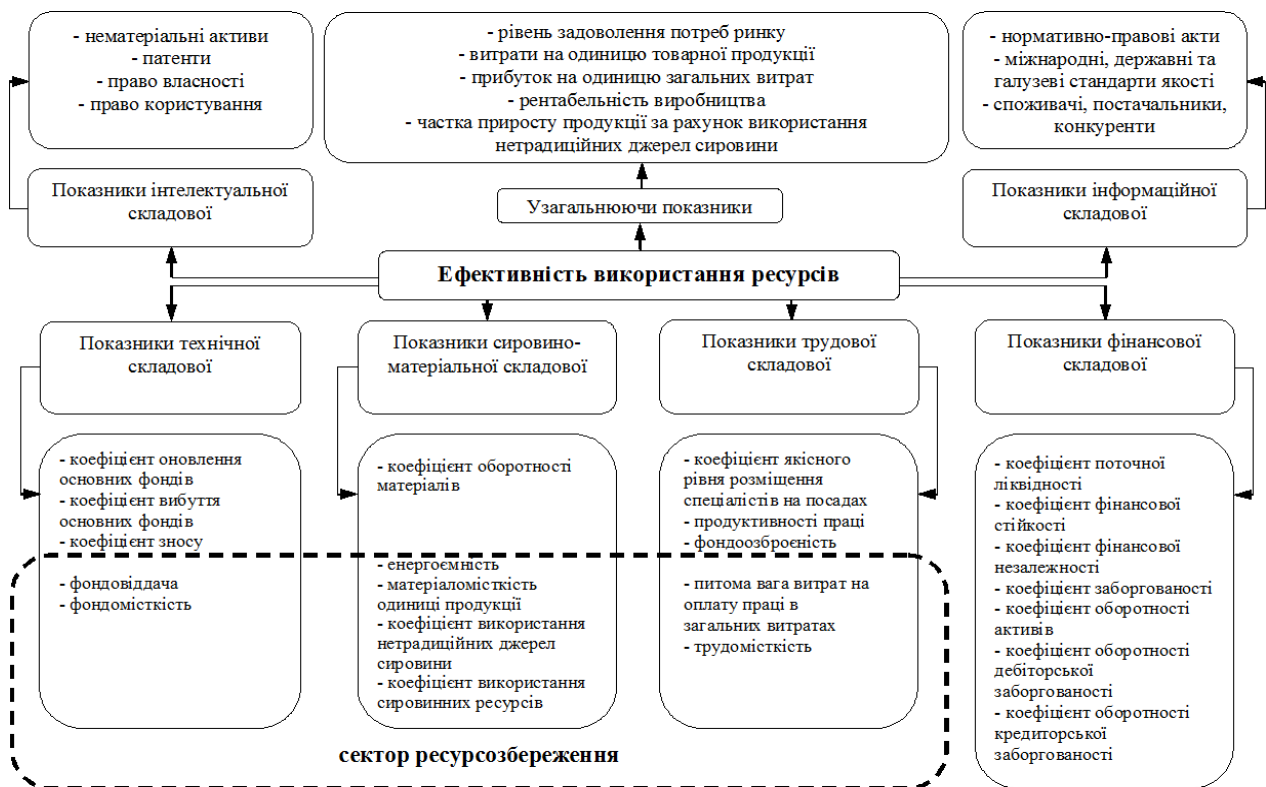 - нематеріальні активи
- патенти
- право власності
- право користування
- рівень задоволення потреб ринку
- витрати на одиницю товарної продукції
- прибуток на одиницю загальних витрат
- рентабельність виробництва
- частка приросту продукції за рахунок використання
нетрадиційних джерел сировини
- нормативно-правові акти
- міжнародні, державні та
галузеві стандарти якості
- споживачі, постачальники,
конкуренти
Показники інтелектуальної
складової
Узагальнюючи показники
Показники інформаційної
складової
Ефективність використання ресурсів
Показники технічної
складової
Показники сировино-
матеріальної складової
Показники трудової
складової
Показники фінансової
складової
- коефіцієнт оновлення
основних фондів
- коефіцієнт вибуття
основних фондів
- коефіцієнт зносу
- фондовіддача
- фондомісткість
- коефіцієнт оборотності
матеріалів
- енергоємність
- матеріаломісткість
одиниці продукції
- коефіцієнт використання
нетрадиційних джерел
сировини
- коефіцієнт використання
сировинних ресурсів
- коефіцієнт якісного
рівня розміщення
спеціалістів на посадах
- продуктивності праці
- фондоозброєність
- питома вага витрат на
оплату праці в
загальних витратах
- трудомісткість
- коефіцієнт поточної
ліквідності
- коефіцієнт фінансової
стійкості
- коефіцієнт фінансової
незалежності
- коефіцієнт заборгованості
- коефіцієнт оборотності
активів
- коефіцієнт оборотності
дебіторської
заборгованості
- коефіцієнт оборотності
кредиторської
заборгованості
сектор ресурсозбереження